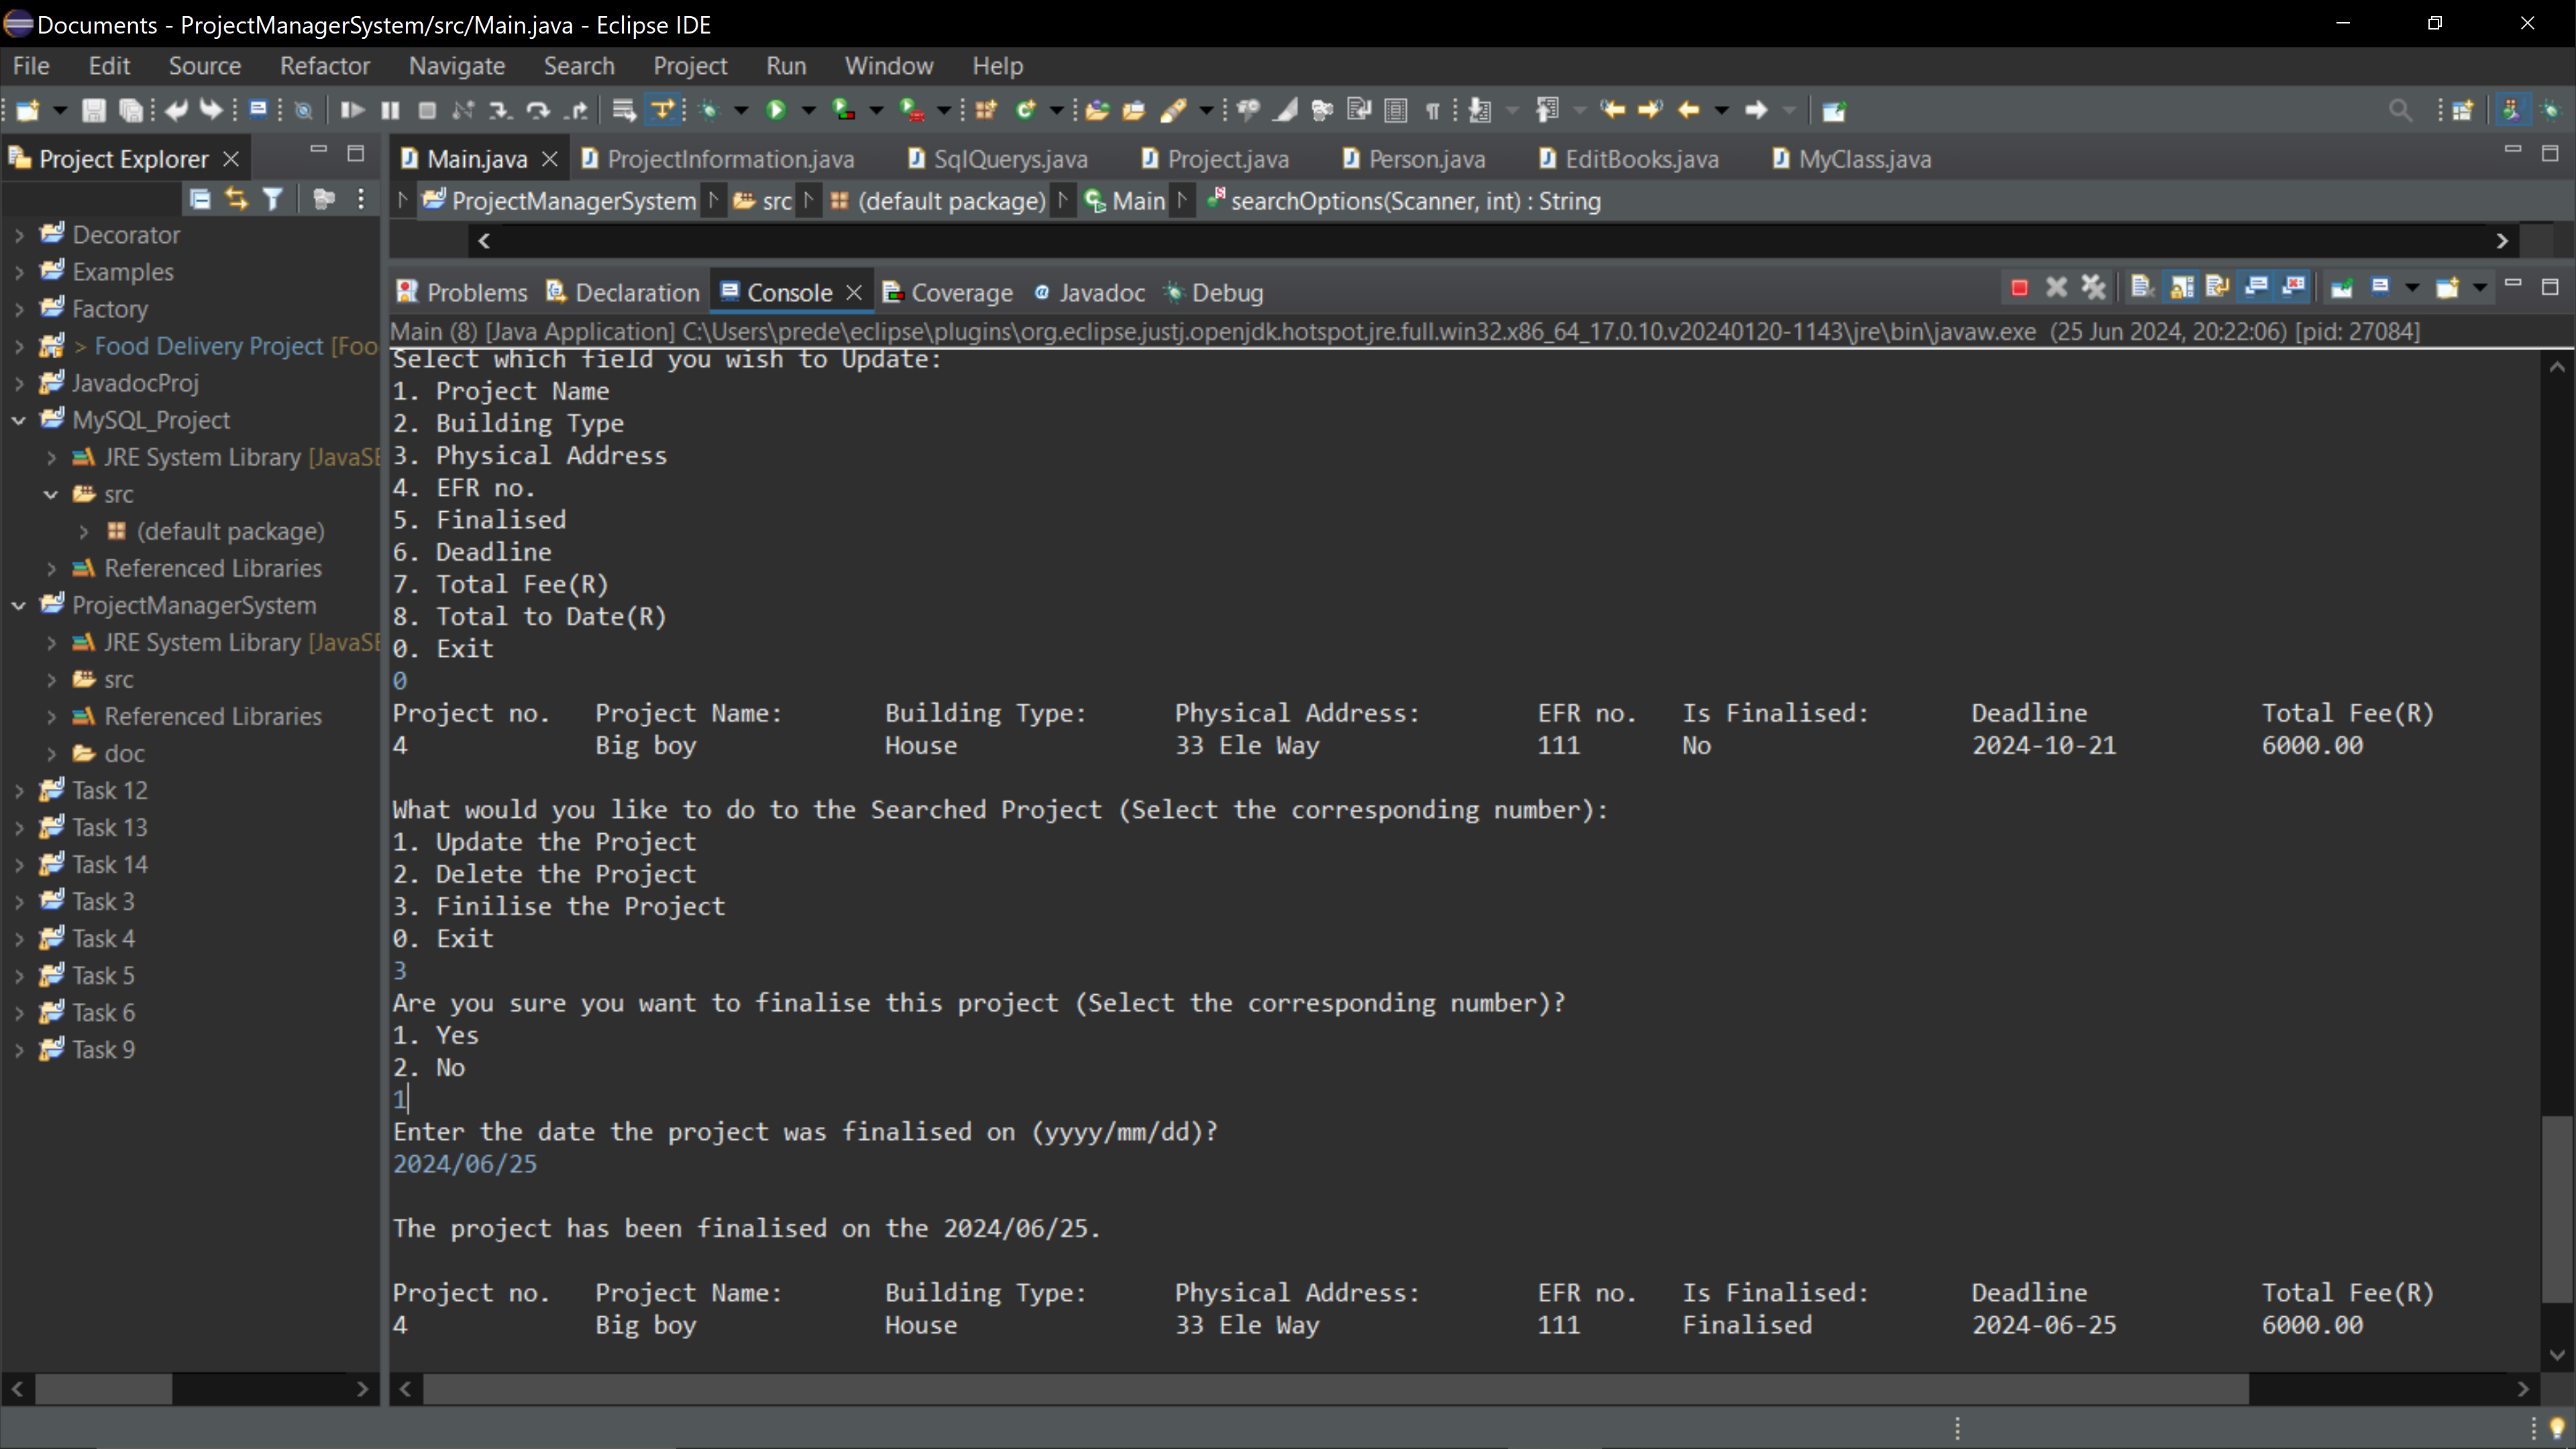 Documents - ProjectManagerSystem/src/Main.java - Eclipse IDE
File Edit Source Refactor Navigate Search Project Run Window Help
Project Explorer
Main.java ProjectInformation.java SqlQuerys.java Project.java Person.java EditBooks.java MyClass.java
ProjectManagerSystem src (default package) Main searchOptions(Scanner, int) : String
Decorator
Examples
Factory
> Food Delivery Project [Foo
JavadocProj
MySQL_Project
JRE System Library [JavaSE
src
(default package)
Referenced Libraries
ProjectManagerSystem
JRE System Library [JavaSE
src
Referenced Libraries
doc
Task 12
Task 13
Task 14
Task 3
Task 4
Task 5
Task 6
Task 9
Problems Declaration Console Coverage Javadoc Debug
Main (8) [Java Application] C:\Users\prede\eclipse\plugins\org.eclipse.justj.openjdk.hotspot.jre.full.win32.x86_64_17.0.10.v20240120-1143\jre\bin\javaw.exe (25 Jun 2024, 20:22:06) [pid: 27084]
Select which field you wish to Update:
1. Project Name
2. Building Type
3. Physical Address
4. EFR no.
5. Finalised
6. Deadline
7. Total Fee(R)
8. Total to Date(R)
0. Exit
0
Project no. Project Name: Building Type: Physical Address: EFR no. Is Finalised: Deadline Total Fee(R)
4 Big boy House 33 Ele Way 111 No 2024-10-21 6000.00
What would you like to do to the Searched Project (Select the corresponding number):
1. Update the Project
2. Delete the Project
3. Finilise the Project
0. Exit
3
Are you sure you want to finalise this project (Select the corresponding number)?
1. Yes
2. No
1
Enter the date the project was finalised on (yyyy/mm/dd)?
2024/06/25
The project has been finalised on the 2024/06/25.
Project no. Project Name: Building Type: Physical Address: EFR no. Is Finalised: Deadline Total Fee(R)
4 Big boy House 33 Ele Way 111 Finalised 2024-06-25 6000.00